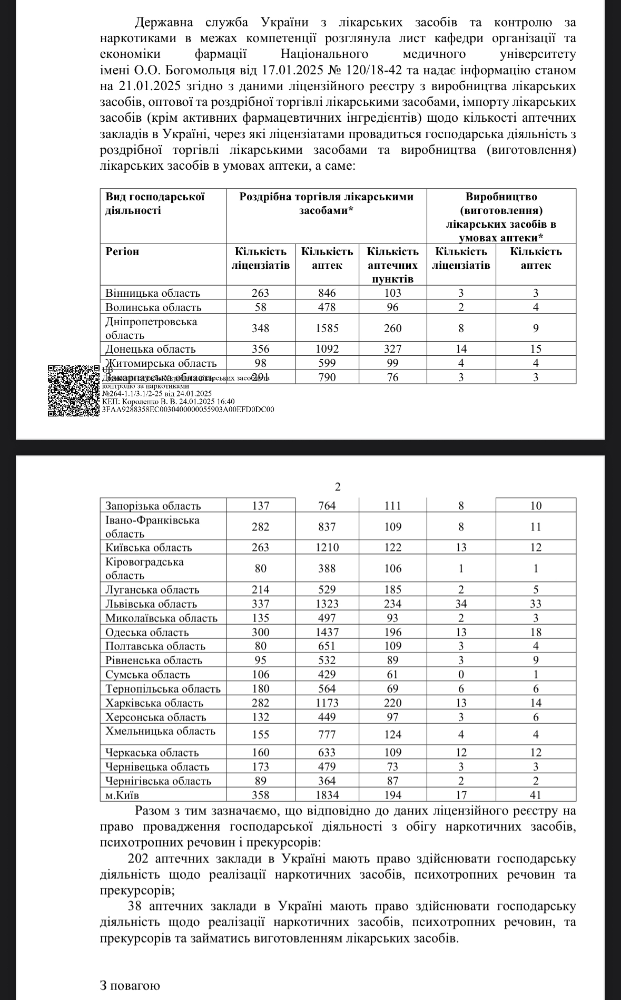 Державна служба України з лікарських засобів та контролю за
наркотиками в межах компетенції розглянула лист кафедри організації та
економіки фармації Національного медичного університету
імені О.О. Богомольця від 17.01.2025 № 120/18-42 та надає інформацію станом
на 21.01.2025 згідно з даними ліцензійного реєстру з виробництва лікарських
засобів, оптової та роздрібної торгівлі лікарськими засобами, імпорту лікарських
засобів (крім активних фармацевтичних інгредієнтів) щодо кількості аптечних
закладів в Україні, через які ліцензіатами провадиться господарська діяльність з
роздрібної торгівлі лікарськими засобами та виробництва (виготовлення)
лікарських засобів в умовах аптеки, а саме:
Вид господарської діяльності Роздрібна торгівля лікарськими засобами* Виробництво (виготовлення) лікарських засобів в умовах аптеки*
Регіон Кількість ліцензіатів Кількість аптек Кількість аптечних пунктів Кількість ліцензіатів Кількість аптек
Вінницька область 263 846 103 3 3
Волинська область 58 478 96 2 4
Дніпропетровська область 348 1585 260 8 9
Донецька область 356 1092 327 14 15
Житомирська область 98 599 99 4 4
Закарпатська область 291 790 76 3 3
UB
Державна служба України з лікарських засобів та
контролю за наркотиками
№264-1.1/3.1/2-25 від 24.01.2025
КЕП: Короленко В. В. 24.01.2025 16:40
3FAA9288358EC0030400000055903A00EFD0DC00
2
Запорізька область 137 764 111 8 10
Івано-Франківська область 282 837 109 8 11
Київська область 263 1210 122 13 12
Кіровоградська область 80 388 106 1 1
Луганська область 214 529 185 2 5
Львівська область 337 1323 234 34 33
Миколаївська область 135 497 93 2 3
Одеська область 300 1437 196 13 18
Полтавська область 80 651 109 3 4
Рівненська область 95 532 89 3 9
Сумська область 106 429 61 0 1
Тернопільська область 180 564 69 6 6
Харківська область 282 1173 220 13 14
Херсонська область 132 449 97 3 6
Хмельницька область 155 777 124 4 4
Черкаська область 160 633 109 12 12
Чернівецька область 173 479 73 3 3
Чернігівська область 89 364 87 2 2
м.Київ 358 1834 194 17 41
Разом з тим зазначаємо, що відповідно до даних ліцензійного реєстру на
право провадження господарської діяльності з обігу наркотичних засобів,
психотропних речовин і прекурсорів:
202 аптечних заклади в Україні мають право здійснювати господарську
діяльність щодо реалізації наркотичних засобів, психотропних речовин та
прекурсорів;
38 аптечних заклади в Україні мають право здійснювати господарську
діяльність щодо реалізації наркотичних засобів, психотропних речовин, та
прекурсорів та займатись виготовленням лікарських засобів.
З повагою